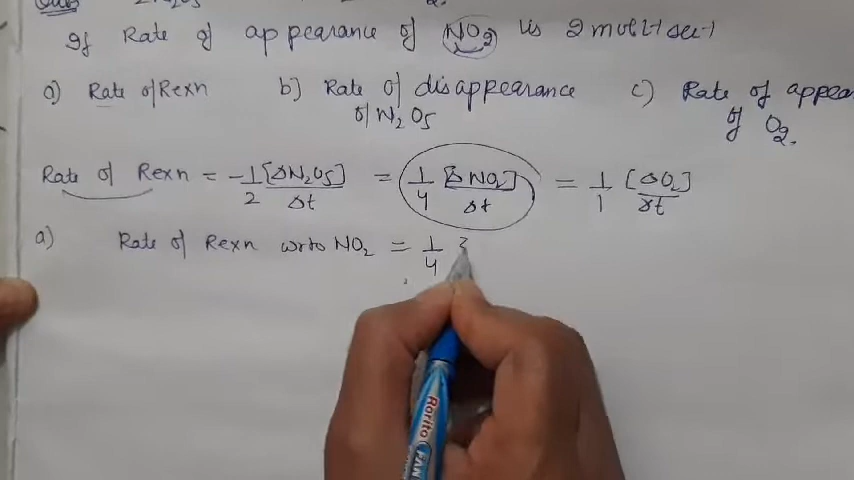 If Rate of appearance of NO₂ is 2 mol L-1 sec-1
a) Rate of Rexn b) Rate of disappearance of N₂O₅ c) Rate of appea of O₂.
Rate of Rexn = -1/2 [ΔN₂O₅]/Δt = 1/4 [ΔNO₂]/Δt = 1/1 [ΔO₂]/Δt
a) Rate of Rexn wrto NO₂ = 1/4
Rorito